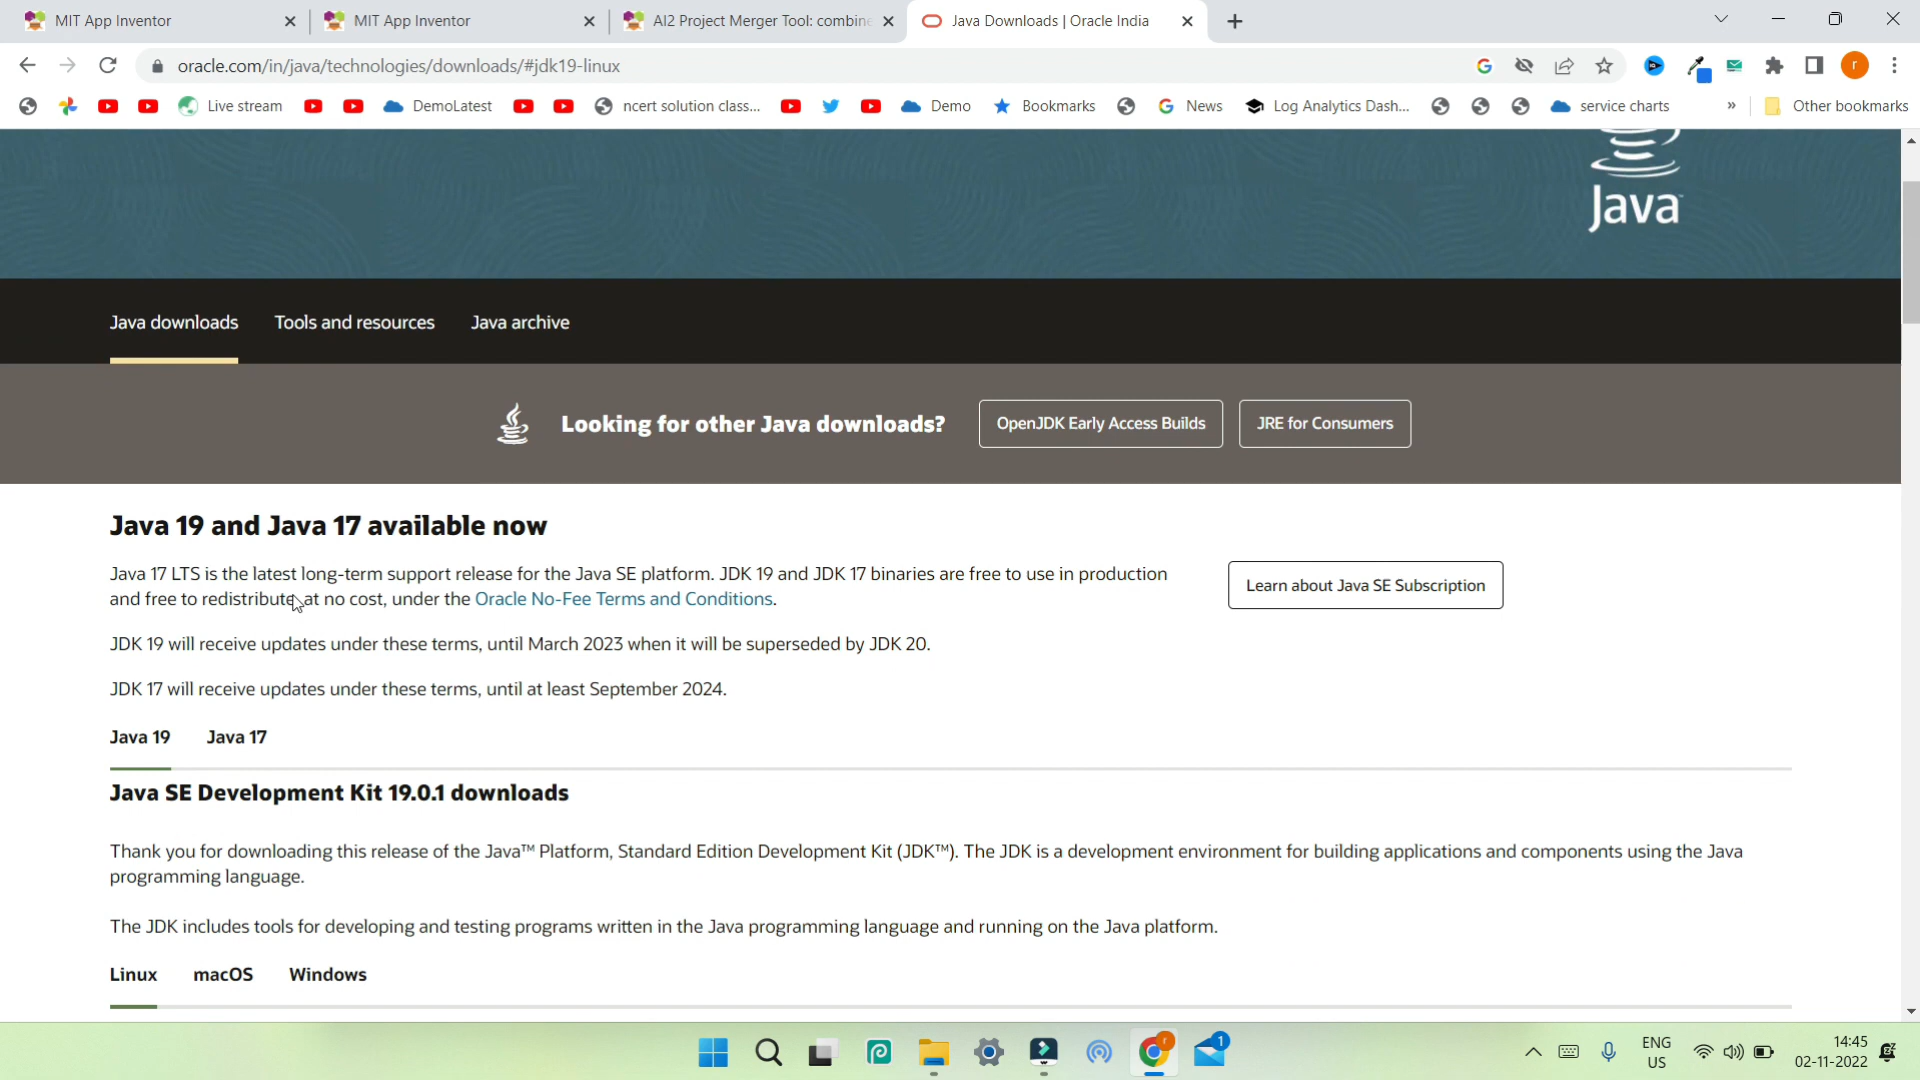 MIT App Inventor
MIT App Inventor
AI2 Project Merger Tool: combine
Java Downloads | Oracle India
oracle.com/in/java/technologies/downloads/#jdk19-linux
r
Live stream
DemoLatest
ncert solution class...
Demo
Bookmarks
News
Log Analytics Dash...
service charts
»
Other bookmarks
Java
Java downloads
Tools and resources
Java archive
Looking for other Java downloads?
OpenJDK Early Access Builds
JRE for Consumers
Java 19 and Java 17 available now
Java 17 LTS is the latest long-term support release for the Java SE platform. JDK 19 and JDK 17 binaries are free to use in production
and free to redistribute, at no cost, under the Oracle No-Fee Terms and Conditions.
Learn about Java SE Subscription
JDK 19 will receive updates under these terms, until March 2023 when it will be superseded by JDK 20.
JDK 17 will receive updates under these terms, until at least September 2024.
Java 19
Java 17
Java SE Development Kit 19.0.1 downloads
Thank you for downloading this release of the Java™ Platform, Standard Edition Development Kit (JDK™). The JDK is a development environment for building applications and components using the Java
programming language.
The JDK includes tools for developing and testing programs written in the Java programming language and running on the Java platform.
Linux
macOS
Windows
r
1
ENG
US
14:45
02-11-2022